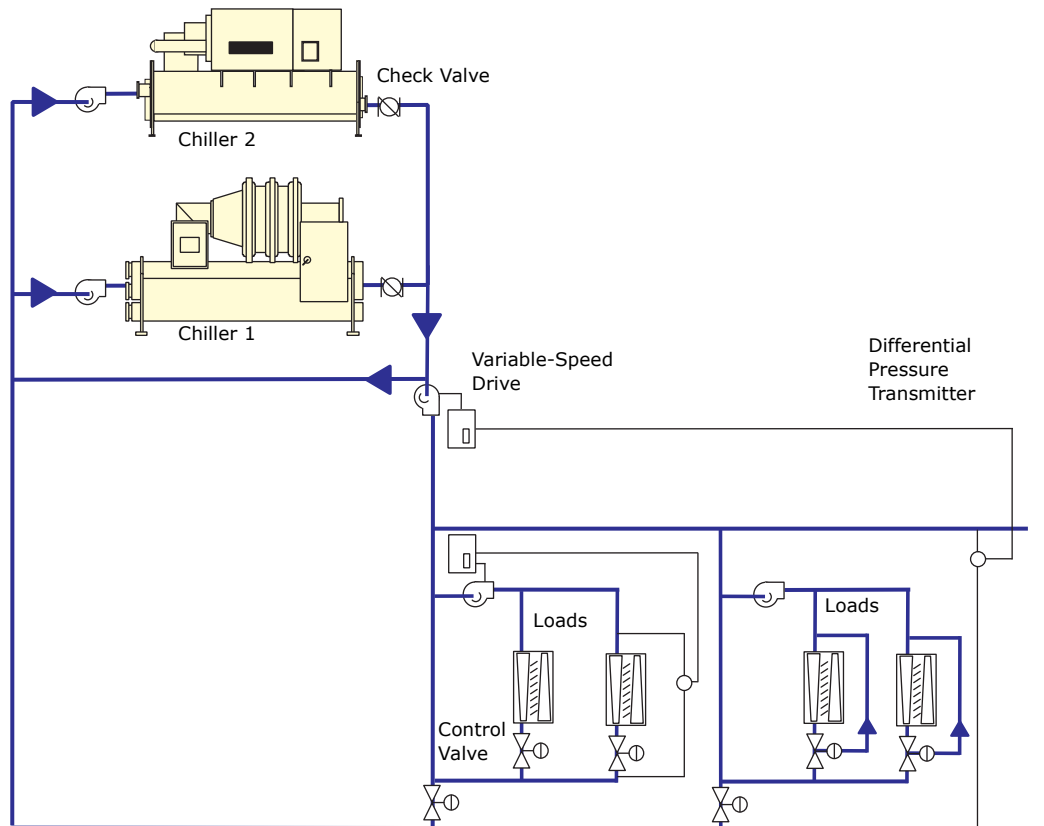 Check Valve
Chiller 2
Chiller 1
Variable-Speed
Drive
Differential
Pressure
Transmitter
Loads
Loads
Control
Valve